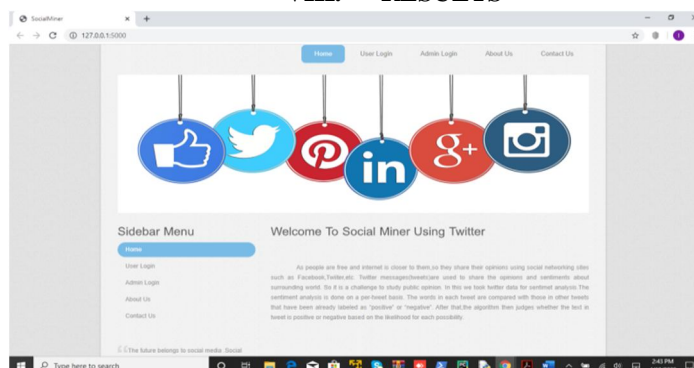 VIII. RESULTS
SocialMiner
127.0.0.1:5000
Home User Login Admin Login About Us Contact Us
in
g+
Sidebar Menu
Home
User Login
Admin Login
About Us
Contact Us
The future belongs to social media. Social
Welcome To Social Miner Using Twitter
As people are free and internet is closer to them,so they share their opinions using social networking sites
such as Facebook,Twitter,etc. Twitter messages(tweets)are used to share the opinions and sentiments about
surrounding world. So it is a challenge to study public opinion. In this we took twitter data for sentimet analysis.The
sentiment analysis is done on a per-tweet basis. The words in each tweet are compared with those in other tweets
that have been already labeled as "positive" or "negative". After that,the algorithm then judges whether the text in
tweet is positive or negative based on the likelihood for each possibility.
Type here to search
2:43 PM